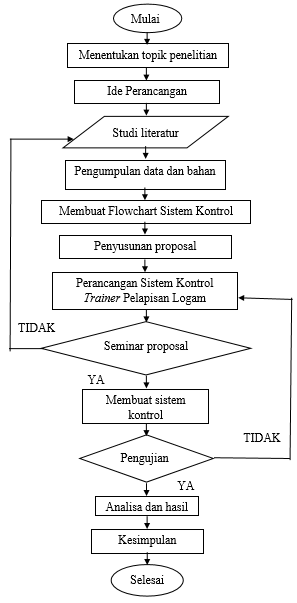 Mulai
Menentukan topik penelitian
Ide Perancangan
Studi literatur
Pengumpulan data dan bahan
Membuat Flowchart Sistem Kontrol
Penyusunan proposal
Perancangan Sistem Kontrol
Trainer Pelapisan Logam
TIDAK
Seminar proposal
YA
Membuat sistem
kontrol
TIDAK
Pengujian
YA
Analisa dan hasil
Kesimpulan
Selesai